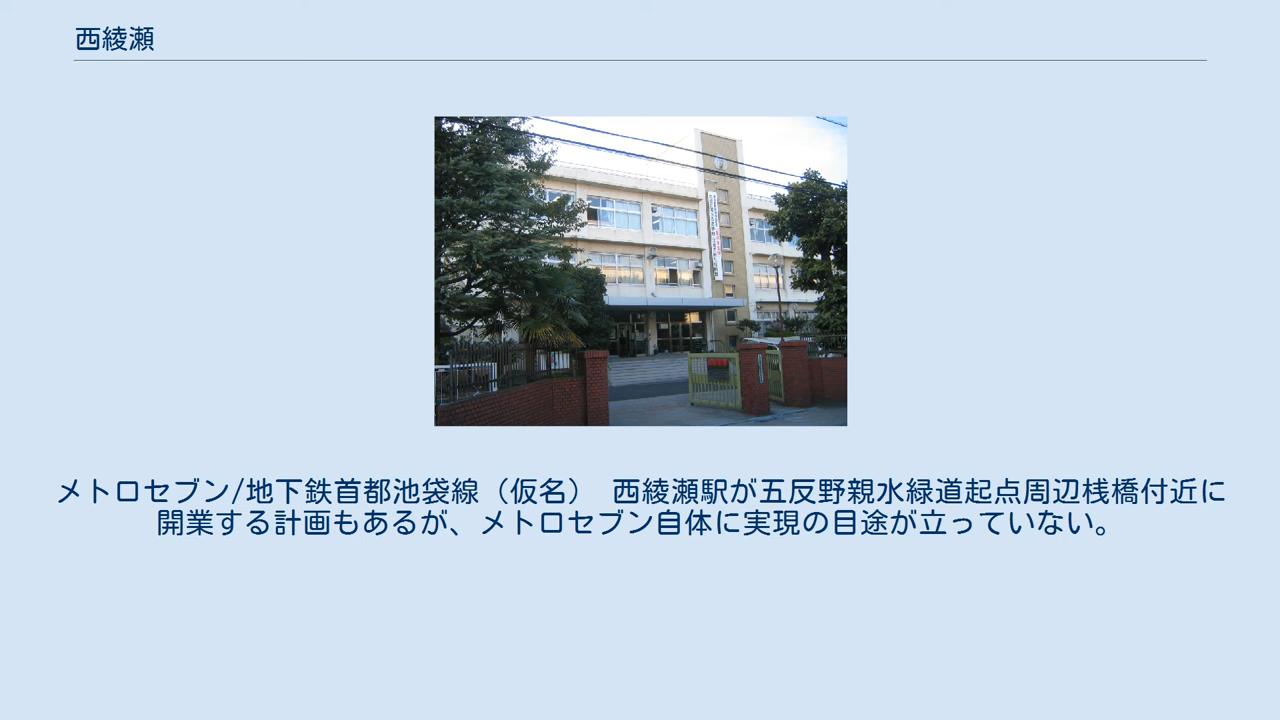 西綾瀬
メトロセブン/地下鉄首都池袋線（仮名） 西綾瀬駅が五反野親水緑道起点周辺桟橋付近に
開業する計画もあるが、メトロセブン自体に実現の目途が立っていない。